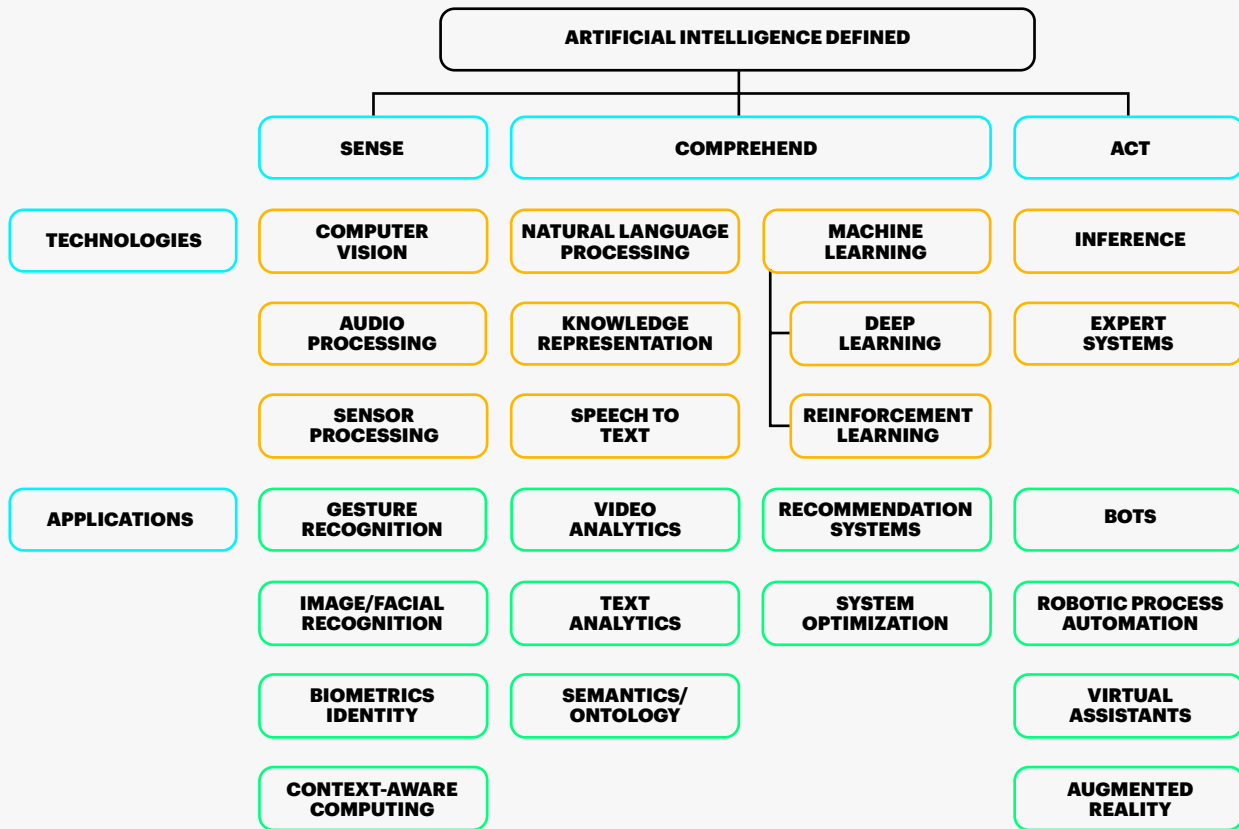 ARTIFICIAL INTELLIGENCE DEFINED
SENSE
COMPREHEND
ACT
TECHNOLOGIES
COMPUTER
VISION
NATURAL LANGUAGE
PROCESSING
MACHINE
LEARNING
INFERENCE
AUDIO
PROCESSING
KNOWLEDGE
REPRESENTATION
DEEP
LEARNING
EXPERT
SYSTEMS
SENSOR
PROCESSING
SPEECH TO
TEXT
REINFORCEMENT
LEARNING
APPLICATIONS
GESTURE
RECOGNITION
VIDEO
ANALYTICS
RECOMMENDATION
SYSTEMS
BOTS
IMAGE/FACIAL
RECOGNITION
TEXT
ANALYTICS
SYSTEM
OPTIMIZATION
ROBOTIC PROCESS
AUTOMATION
BIOMETRICS
IDENTITY
SEMANTICS/
ONTOLOGY
VIRTUAL
ASSISTANTS
CONTEXT-AWARE
COMPUTING
AUGMENTED
REALITY